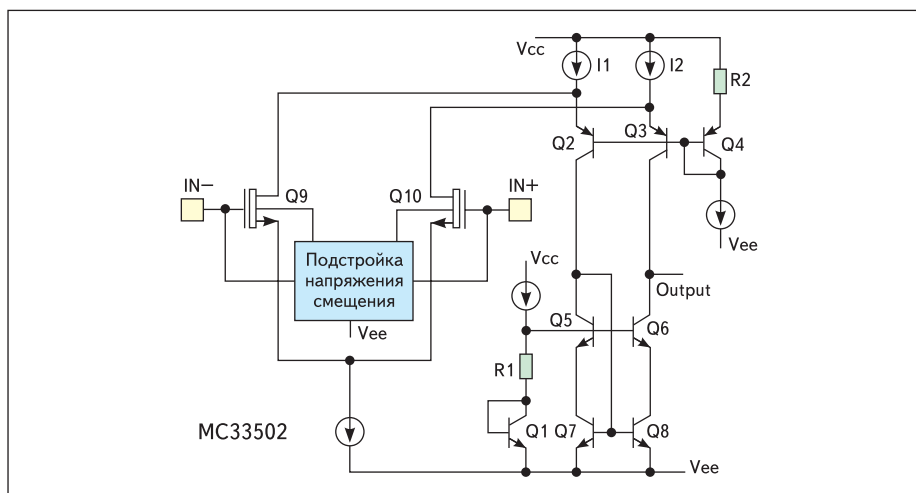 Vcc
I1
I2
R2
Q2
Q3
Q4
IN−
Q9
Q10
IN+
Vee
Подстройка
напряжения
смещения
Vcc
Output
Vee
Q5
Q6
R1
MC33502
Q1
Q7
Q8
Vee